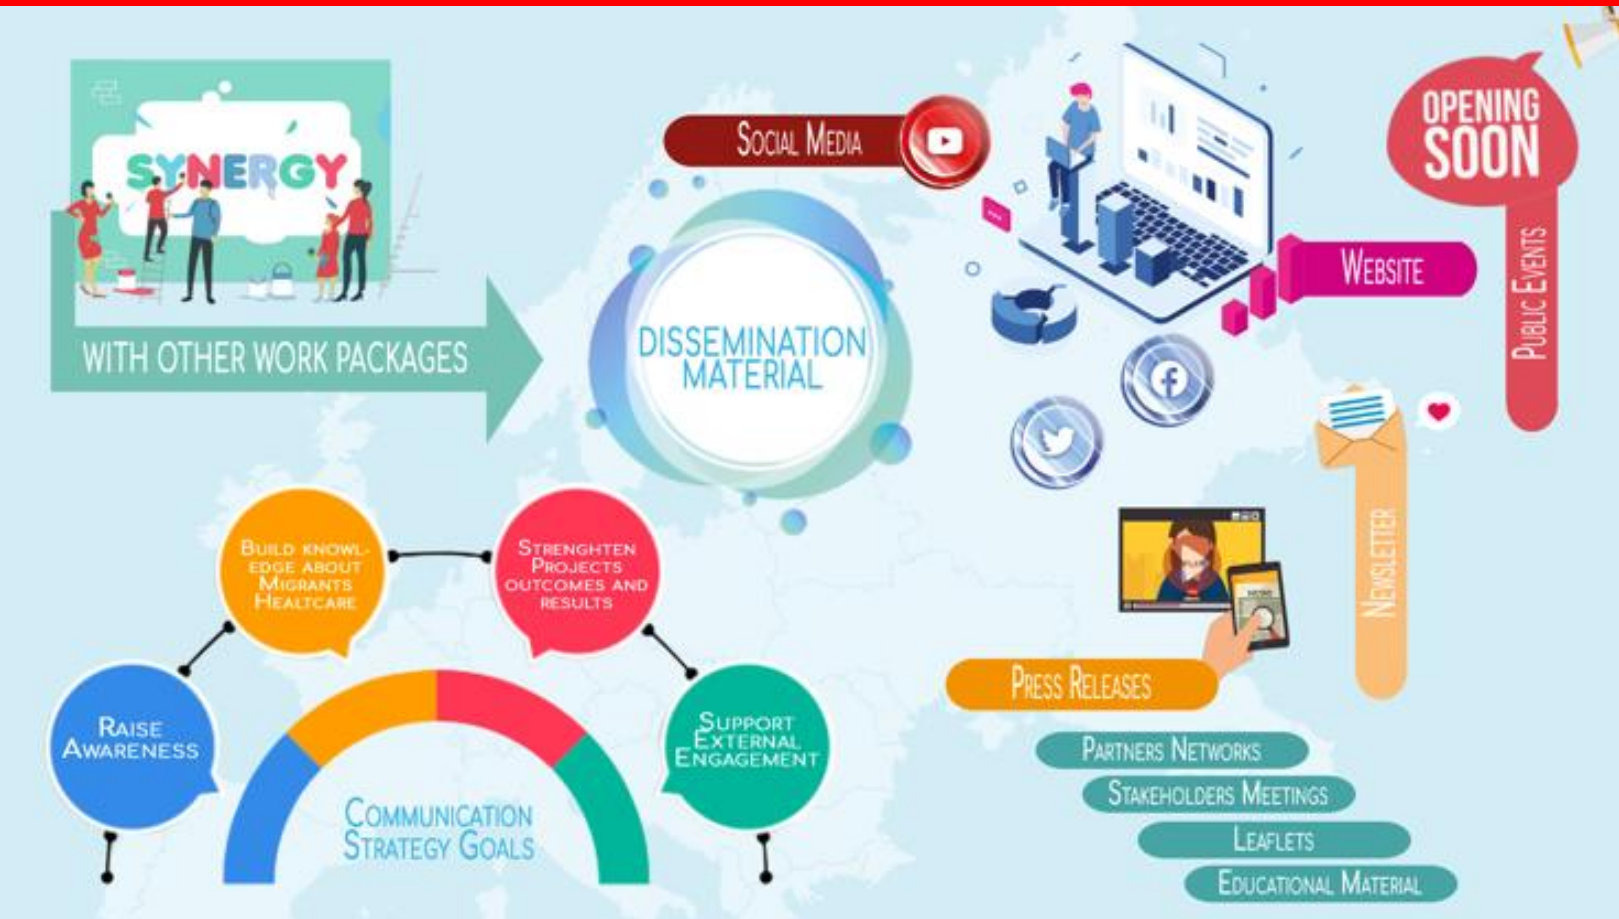 SYNERGY
WITH OTHER WORK PACKAGES
SOCIAL MEDIA
DISSEMINATION
MATERIAL
WEBSITE
OPENING
SOON
PUBLIC EVENTS
NEWSLETTER
NEWS
PRESS RELEASES
PARTNERS NETWORKS
STAKEHOLDERS MEETINGS
LEAFLETS
EDUCATIONAL MATERIAL
RAISE
AWARENESS
BUILD KNOWL-
EDGE ABOUT
MIGRANTS
HEALTCARE
STRENGHTEN
PROJECTS
OUTCOMES AND
RESULTS
SUPPORT
EXTERNAL
ENGAGEMENT
COMMUNICATION
STRATEGY GOALS